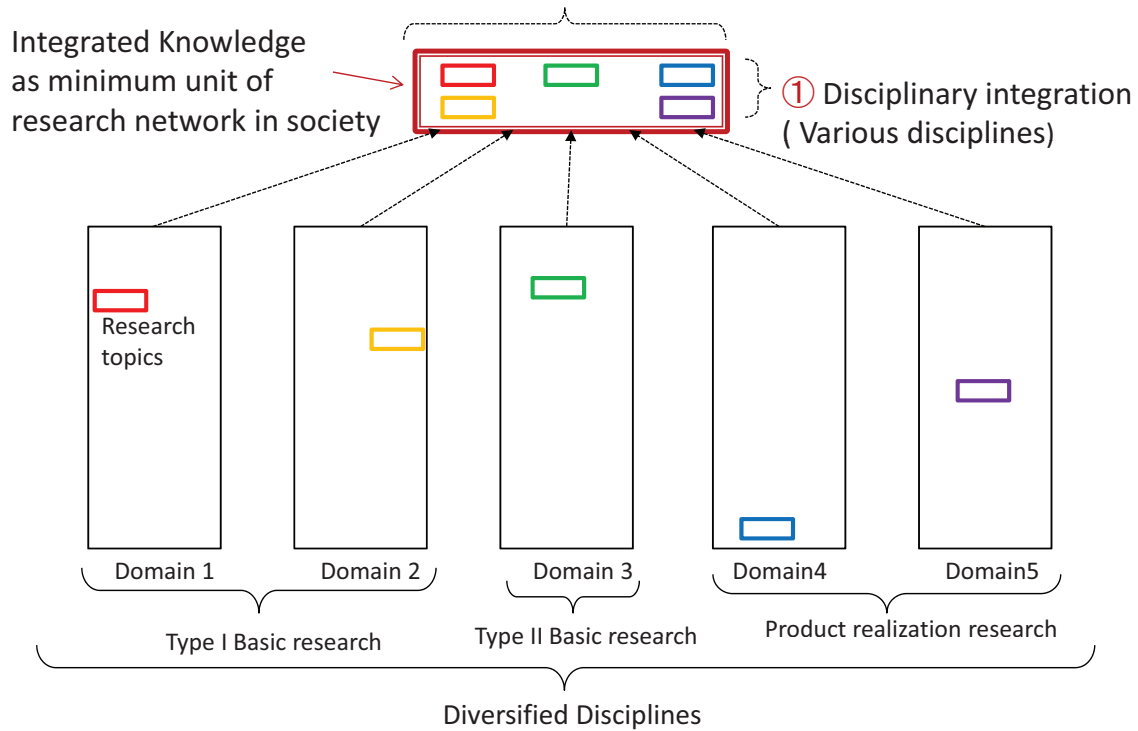 Integrated Knowledge
as minimum unit of
research network in society
① Disciplinary integration
( Various disciplines)
Research
topics
Domain 1
Domain 2
Domain 3
Domain4
Domain5
Type I Basic research
Type II Basic research
Product realization research
Diversified Disciplines